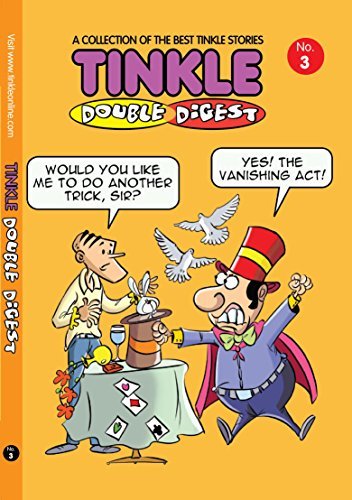 A COLLECTION OF THE BEST TINKLE STORIES
No.
3
TINKLE
DOUBLE DIGEST
WOULD YOU LIKE
ME TO DO ANOTHER
TRICK, SIR?
YES! THE
VANISHING ACT!
Visit www.tinkleonline.com
TINKLE DOUBLE DIGEST
No.
3